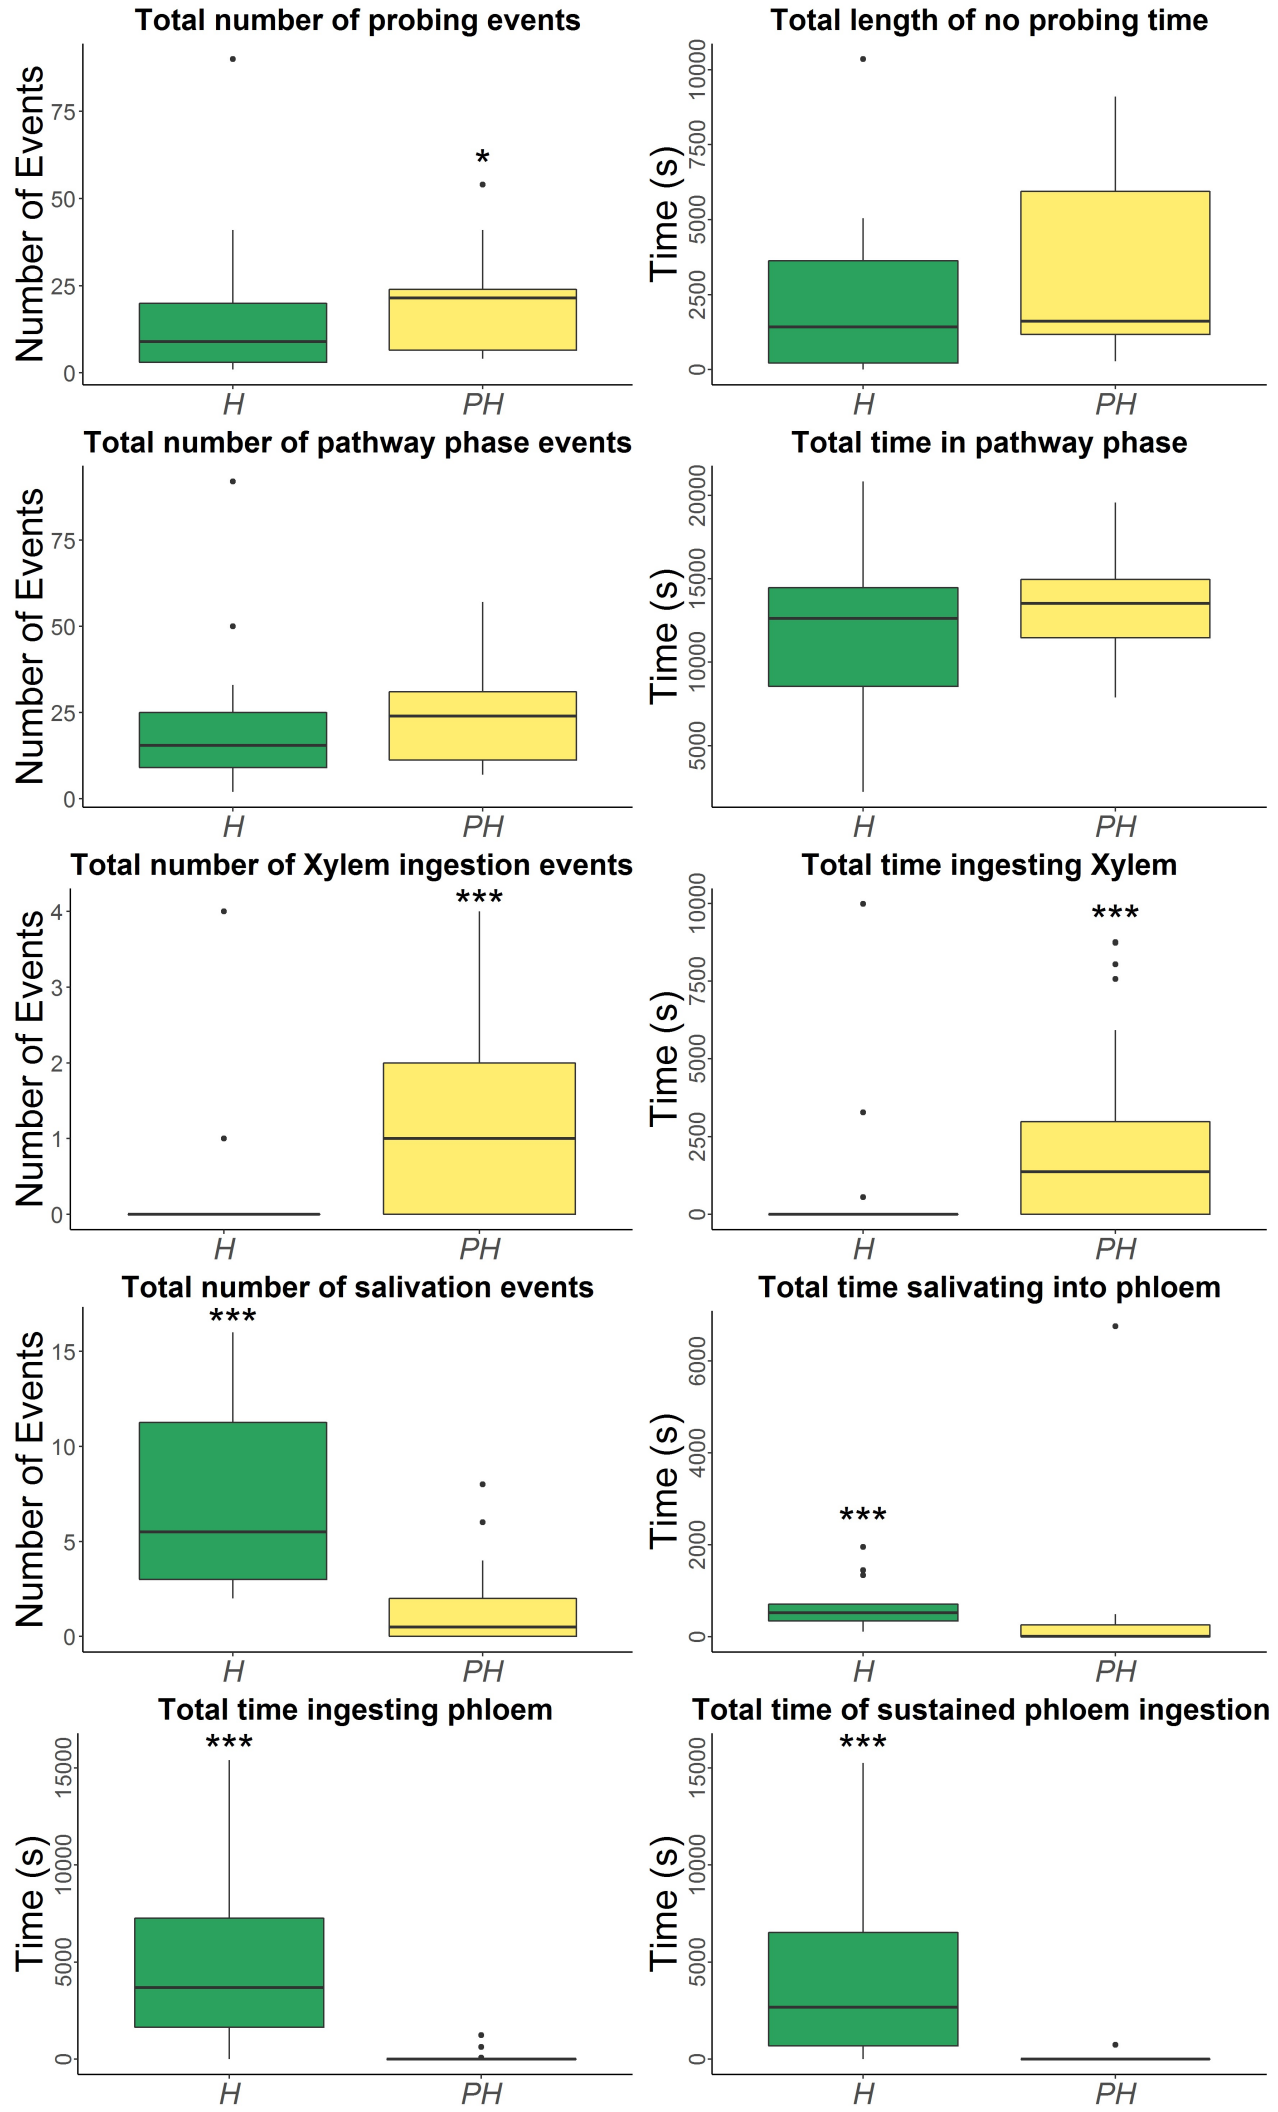 Total number of probing events
Number of Events
75
50
25
0
*
H PH
Total length of no probing time
Time (s)
10000
7500
5000
2500
0
H PH
Total number of pathway phase events
Number of Events
75
50
25
0
H PH
Total time in pathway phase
Time (s)
20000
15000
10000
5000
H PH
Total number of Xylem ingestion events
Number of Events
4
3
2
1
0
***
H PH
Total time ingesting Xylem
Time (s)
10000
7500
5000
2500
0
***
H PH
Total number of salivation events
Number of Events
15
10
5
0
***
H PH
Total time salivating into phloem
Time (s)
6000
4000
2000
0
***
H PH
Total time ingesting phloem
Time (s)
15000
10000
5000
0
***
H PH
Total time of sustained phloem ingestion
Time (s)
15000
10000
5000
0
***
H PH